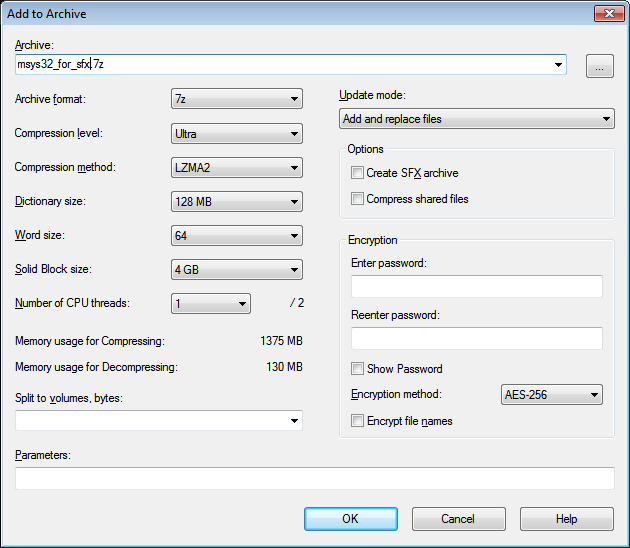 Add to Archive
Archive:
msys32_for_sfx.7z
...
Archive format: 7z
Compression level: Ultra
Compression method: LZMA2
Dictionary size: 128 MB
Word size: 64
Solid Block size: 4 GB
Number of CPU threads: 1 / 2
Memory usage for Compressing: 1375 MB
Memory usage for Decompressing: 130 MB
Split to volumes, bytes:
Update mode:
Add and replace files
Options
Create SFX archive
Compress shared files
Encryption
Enter password:
Reenter password:
Show Password
Encryption method: AES-256
Encrypt file names
Parameters:
OK Cancel Help